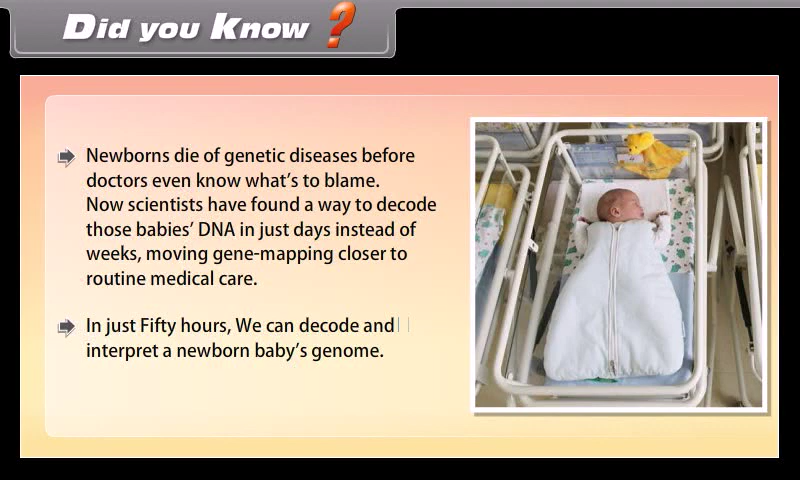 Did you Know ?
Newborns die of genetic diseases before
doctors even know what's to blame.
Now scientists have found a way to decode
those babies’ DNA in just days instead of
weeks, moving gene-mapping closer to
routine medical care.
In just Fifty hours, We can decode and
interpret a newborn baby’s genome.